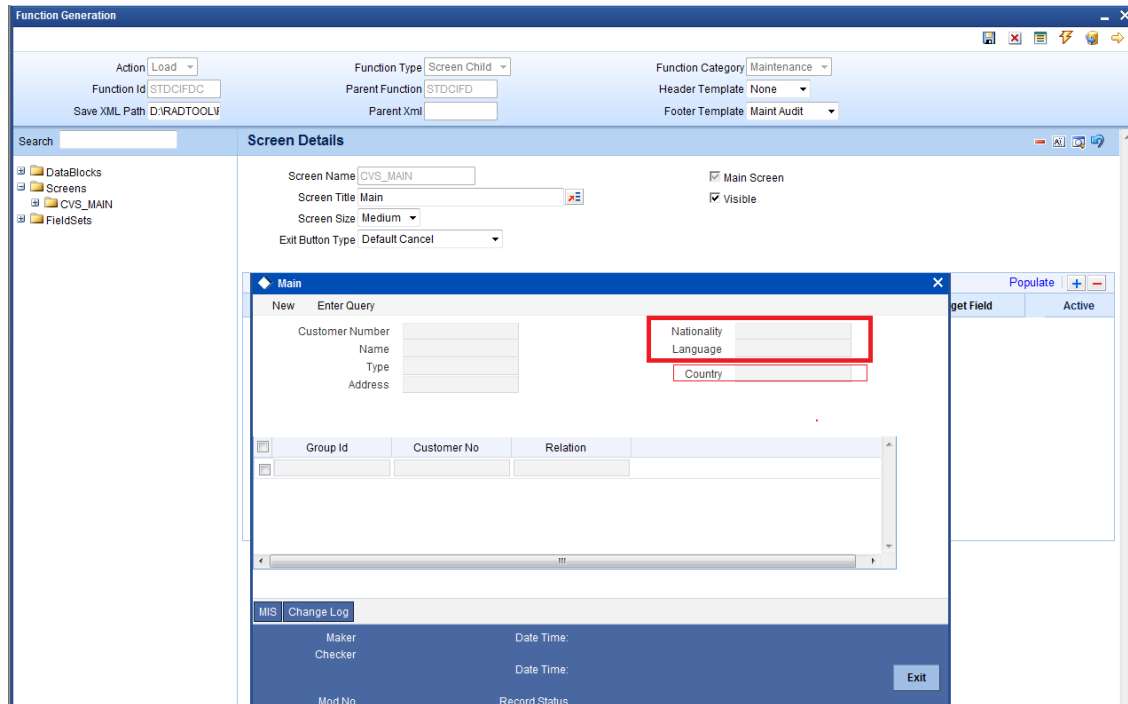 Function Generation
Action Load Function Type Screen Child Function Category Maintenance
Function Id STDCIFDC Parent Function STDCIFD Header Template None
Save XML Path D:\RADTOOL\F Parent Xml Footer Template Maint Audit
Search Screen Details
DataBlocks
Screens
CVS_MAIN
FieldSets
Screen Name CVS_MAIN Main Screen
Screen Title Main Visible
Screen Size Medium
Exit Button Type Default Cancel
Main Populate
New Enter Query get Field Active
Customer Number Nationality
Name Language
Type Country
Address
Group Id Customer No Relation
MIS Change Log
Maker Date Time:
Checker
Date Time:
Exit
Mod No Record Status